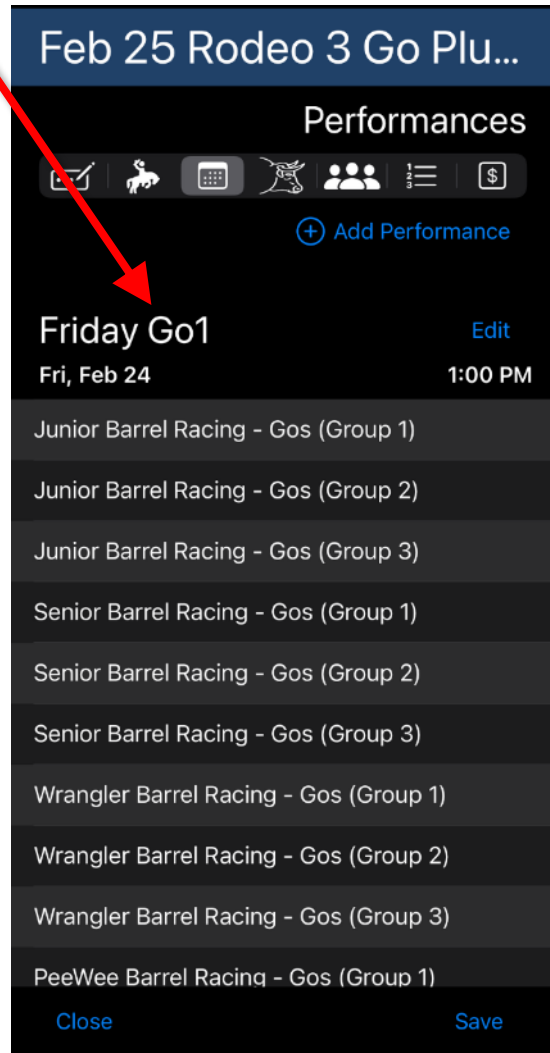 Feb 25 Rodeo 3 Go Plu...
Performances
Add Performance
Friday Go1
Edit
Fri, Feb 24
1:00 PM
Junior Barrel Racing - Gos (Group 1)
Junior Barrel Racing - Gos (Group 2)
Junior Barrel Racing - Gos (Group 3)
Senior Barrel Racing - Gos (Group 1)
Senior Barrel Racing - Gos (Group 2)
Senior Barrel Racing - Gos (Group 3)
Wrangler Barrel Racing - Gos (Group 1)
Wrangler Barrel Racing - Gos (Group 2)
Wrangler Barrel Racing - Gos (Group 3)
PeeWee Barrel Racing - Gos (Group 1)
Close
Save